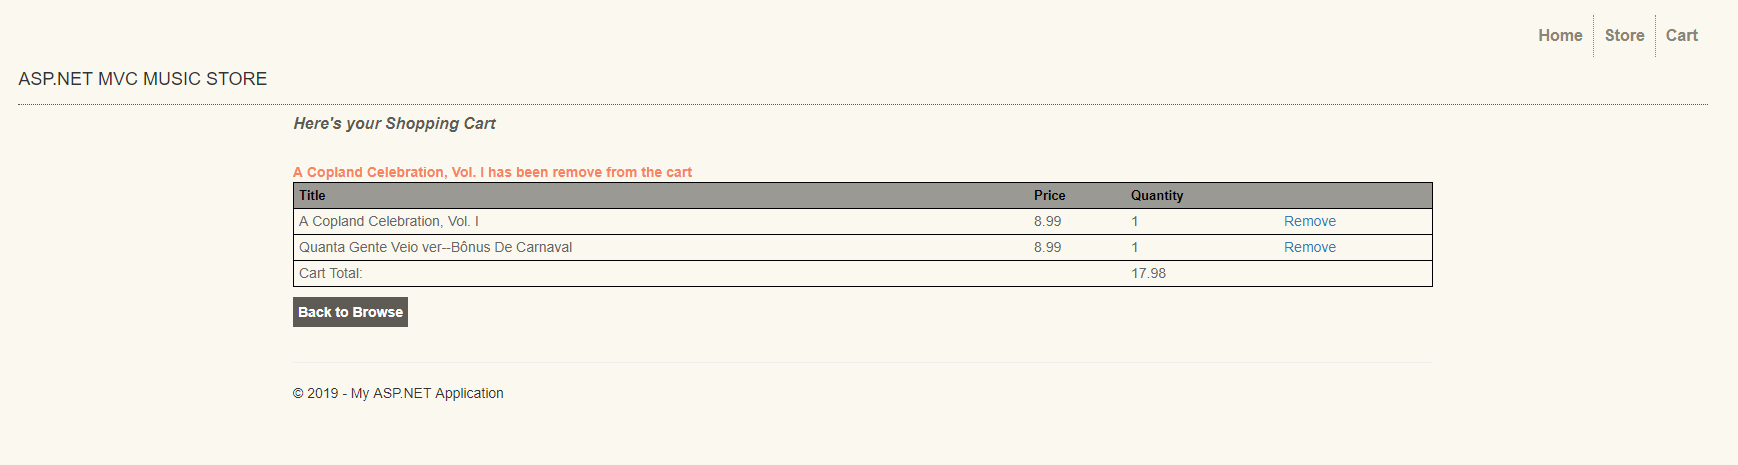 Home Store Cart
ASP.NET MVC MUSIC STORE
Here's your Shopping Cart
A Copland Celebration, Vol. I has been remove from the cart
Title Price Quantity
A Copland Celebration, Vol. I 8.99 1 Remove
Quanta Gente Veio ver--Bônus De Carnaval 8.99 1 Remove
Cart Total: 17.98
Back to Browse
© 2019 - My ASP.NET Application